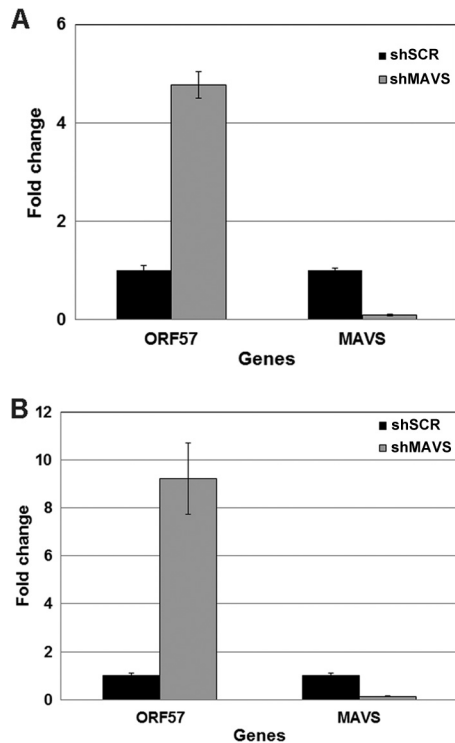 A
6
4
2
0
Fold change
shSCR
shMAVS
ORF57
MAVS
Genes
B
12
10
8
6
4
2
0
Fold change
shSCR
shMAVS
ORF57
MAVS
Genes